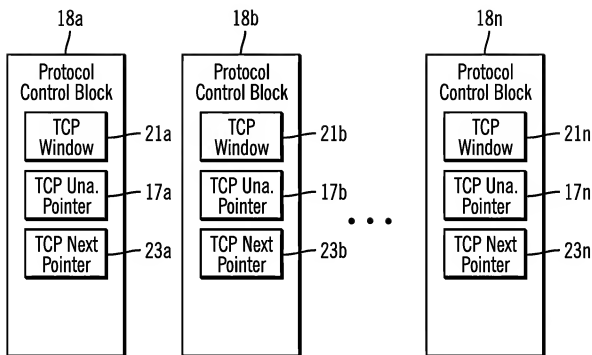 18a
Protocol
Control Block
TCP
Window
21a
TCP Una.
Pointer
17a
TCP Next
Pointer
23a
18b
Protocol
Control Block
TCP
Window
21b
TCP Una.
Pointer
17b
TCP Next
Pointer
23b
• • •
18n
Protocol
Control Block
TCP
Window
21n
TCP Una.
Pointer
17n
TCP Next
Pointer
23n